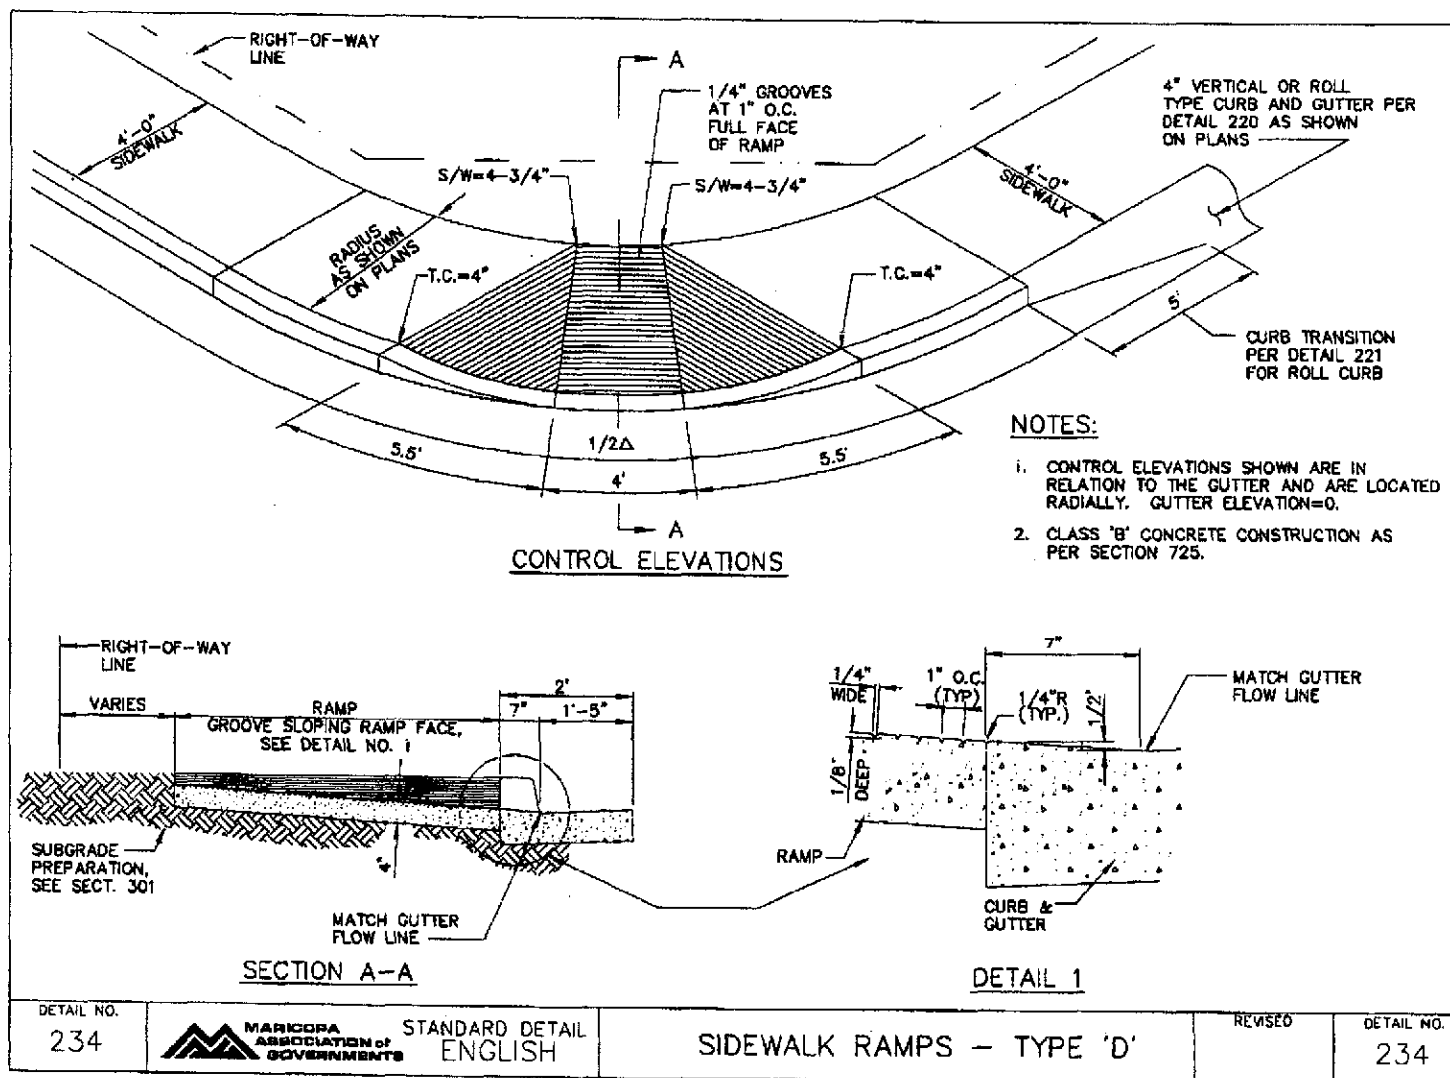 RIGHT-OF-WAY
LINE
A
1/4" GROOVES
AT 1" O.C.
FULL FACE
OF RAMP
4" VERTICAL OR ROLL
TYPE CURB AND GUTTER PER
DETAIL 220 AS SHOWN
ON PLANS
4'-0"
SIDEWALK
S/W=4-3/4"
S/W=4-3/4"
4'-0"
SIDEWALK
RADIUS
AS SHOWN
ON PLANS
T.C.=4"
T.C.=4"
5'
CURB TRANSITION
PER DETAIL 221
FOR ROLL CURB
5.5'
1/2Δ
4'
5.5'
A
CONTROL ELEVATIONS
NOTES:
1. CONTROL ELEVATIONS SHOWN ARE IN
RELATION TO THE GUTTER AND ARE LOCATED
RADIALLY. GUTTER ELEVATION=0.
2. CLASS 'B' CONCRETE CONSTRUCTION AS
PER SECTION 725.
RIGHT-OF-WAY
LINE
VARIES
RAMP
GROOVE SLOPING RAMP FACE,
SEE DETAIL NO. 1
2'
7"
1'-5"
4"
SUBGRADE
PREPARATION,
SEE SECT. 301
MATCH GUTTER
FLOW LINE
SECTION A-A
1/4"
WIDE
1" O.C.
(TYP)
7"
1/4"R
(TYP.)
1/2"
MATCH GUTTER
FLOW LINE
1/8"
DEEP
RAMP
CURB &
GUTTER
DETAIL 1
DETAIL NO.
234
MARICOPA
ASSOCIATION of
GOVERNMENTS
STANDARD DETAIL
ENGLISH
SIDEWALK RAMPS - TYPE 'D'
REVISED
DETAIL NO.
234